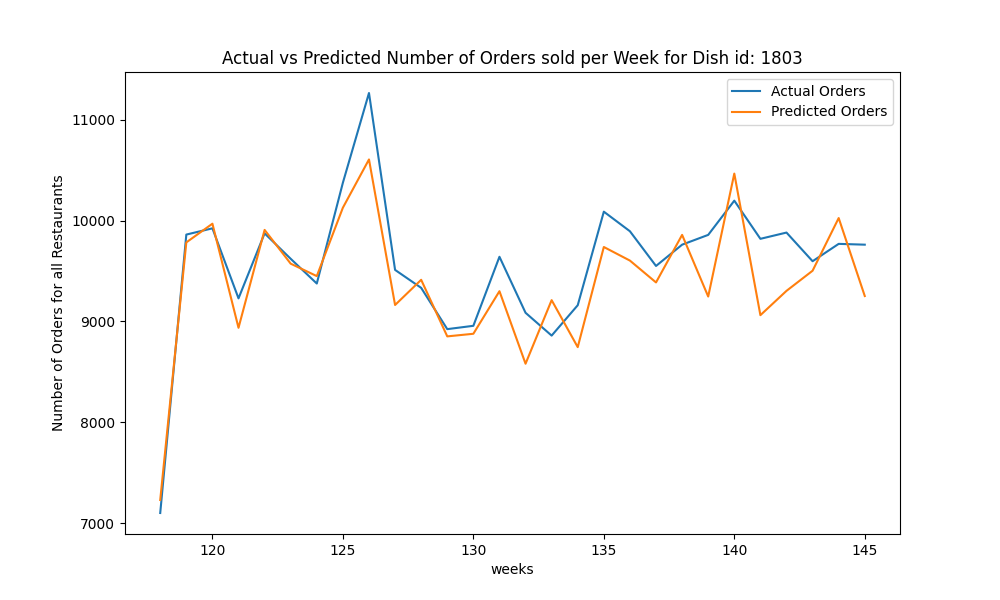 Actual vs Predicted Number of Orders sold per Week for Dish id: 1803
Actual Orders
Predicted Orders
Number of Orders for all Restaurants
11000
10000
9000
8000
7000
120 125 130 135 140 145
weeks